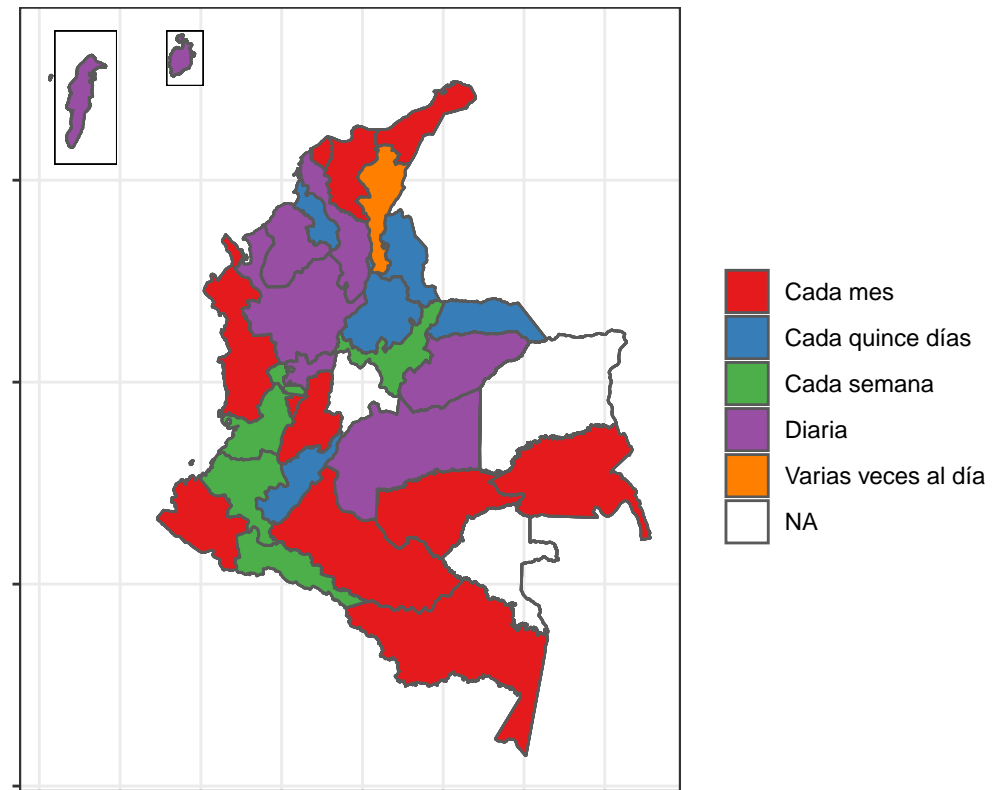 Cada mes
Cada quince días
Cada semana
Diaria
Varias veces al día
NA